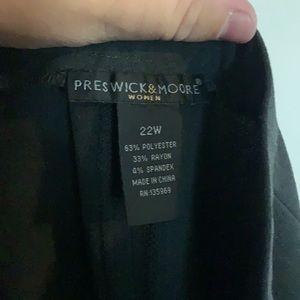 PRESWICK & MOORE®
WOMEN
22W
63% POLYESTER
33% RAYON
4% SPANDEX
MADE IN CHINA
RN:135969